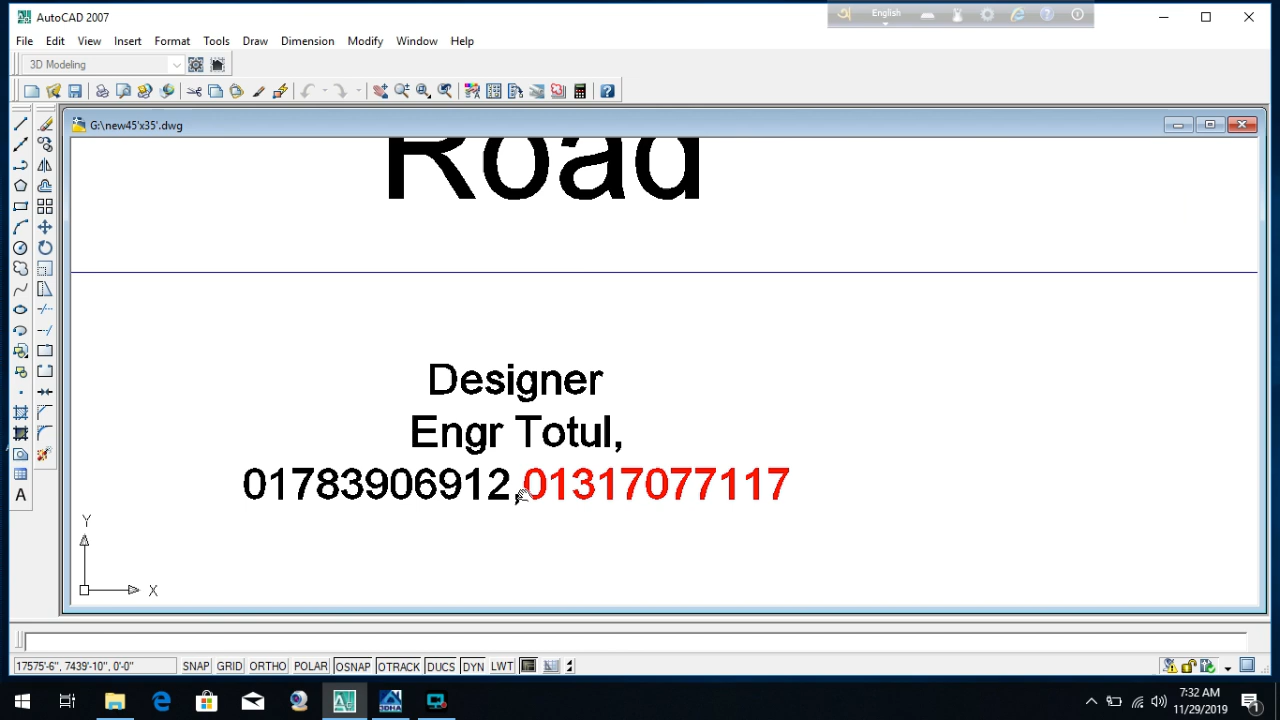 AutoCAD 2007
English
File Edit View Insert Format Tools Draw Dimension Modify Window Help
3D Modeling
G:\new45'x35'.dwg
Road
Designer
Engr Totul,
01783906912,01317077117
Y
X
17575'-6", 7439'-10", 0'-0" SNAP GRID ORTHO POLAR OSNAP OTRACK DUCS DYN LWT
7:32 AM
11/29/2019